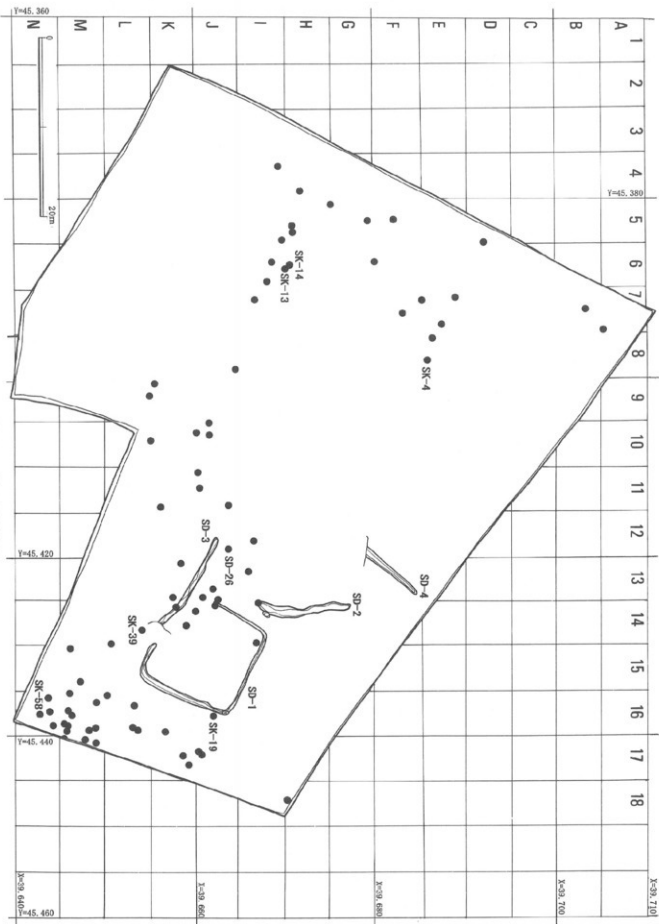 Y=45.360
N M L K J I H G F E D C B A
1
2
3
4
5
6
7
8
9
10
11
12
13
14
15
16
17
18
0
20m
Y=45.380
SK-14
SK-13
SK-4
SD-3
SD-26
SD-4
Y=45.420
SD-2
SK-39
SD-1
SK-58
SK-19
Y=45.440
X=39.640
X=39.660
X=39.680
X=39.700
X=39.710
Y=45.460